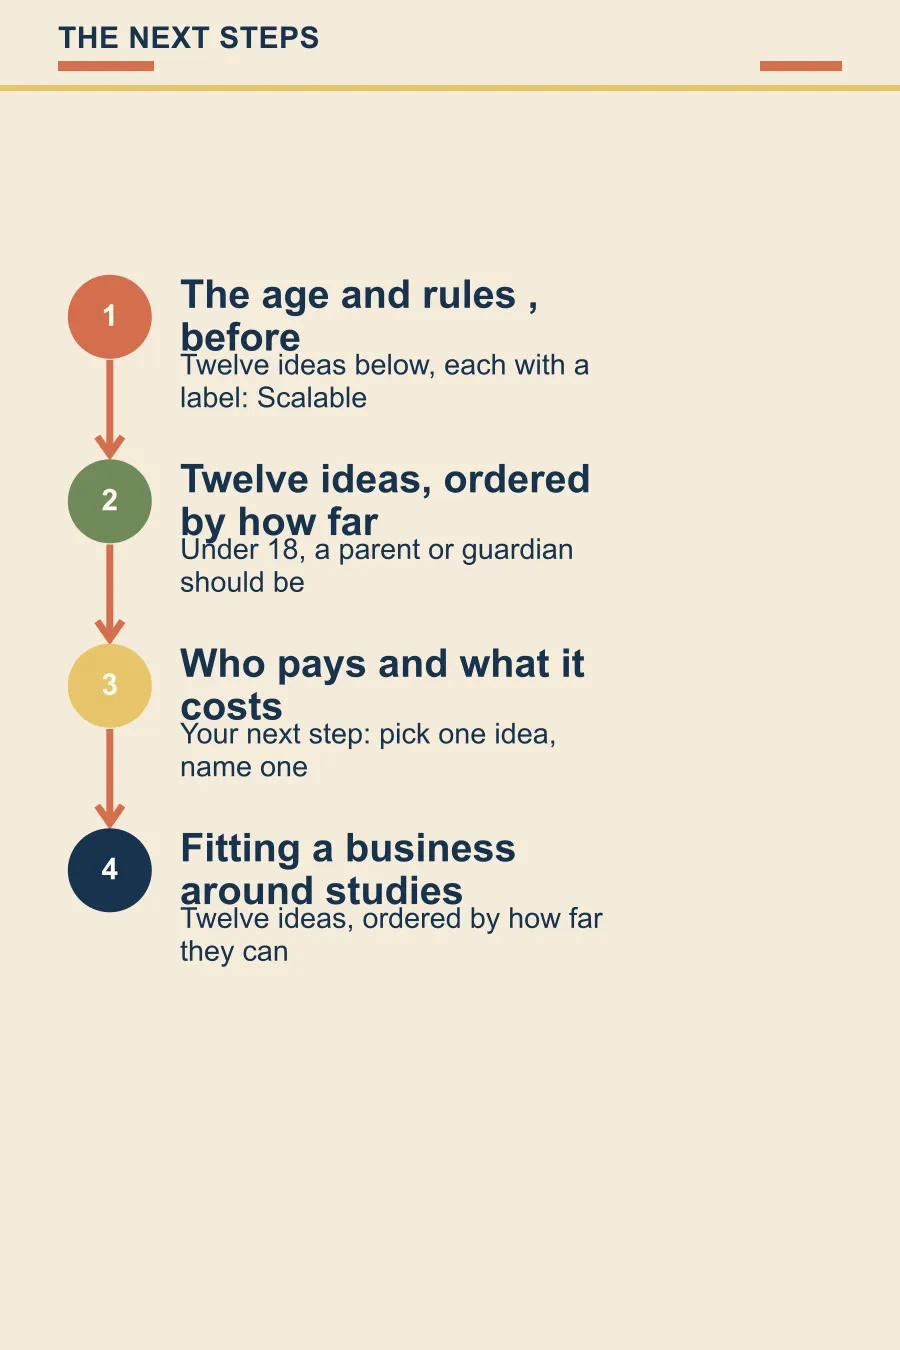 THE NEXT STEPS
1
The age and rules ,
before
Twelve ideas below, each with a
label: Scalable
2
Twelve ideas, ordered
by how far
Under 18, a parent or guardian
should be
3
Who pays and what it
costs
Your next step: pick one idea,
name one
4
Fitting a business
around studies
Twelve ideas, ordered by how far
they can